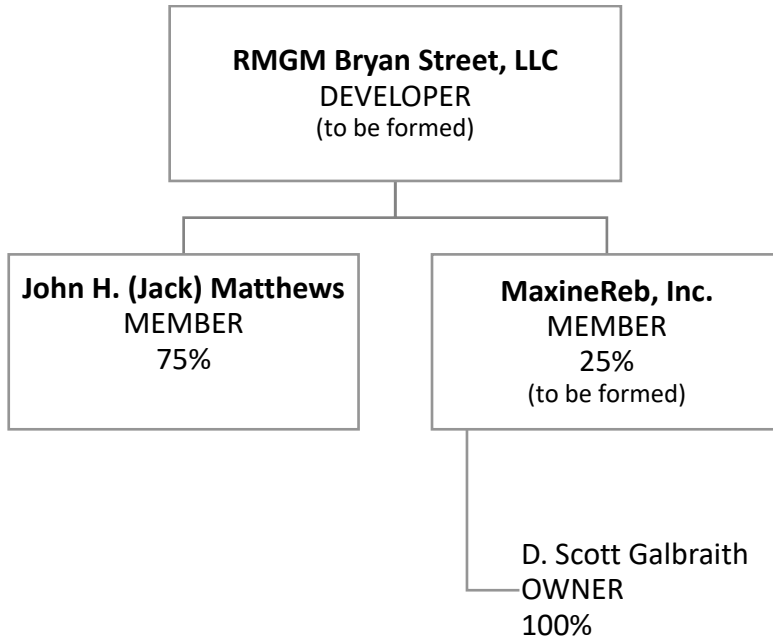 RMGM Bryan Street, LLC
DEVELOPER
(to be formed)
John H. (Jack) Matthews
MEMBER
75%
MaxineReb, Inc.
MEMBER
25%
(to be formed)
D. Scott Galbraith
OWNER
100%